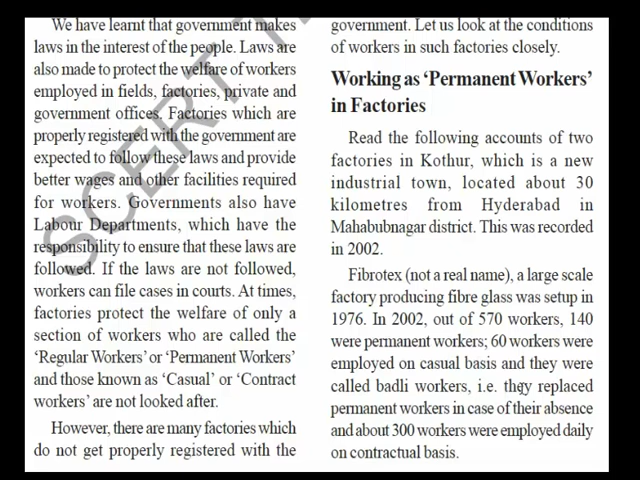 We have learnt that government makes
laws in the interest of the people. Laws are
also made to protect the welfare of workers
employed in fields, factories, private and
government offices. Factories which are
properly registered with the government are
expected to follow these laws and provide
better wages and other facilities required
for workers. Governments also have
Labour Departments, which have the
responsibility to ensure that these laws are
followed. If the laws are not followed,
workers can file cases in courts. At times,
factories protect the welfare of only a
section of workers who are called the
‘Regular Workers’ or ‘Permanent Workers’
and those known as ‘Casual’ or ‘Contract
workers’ are not looked after.
However, there are many factories which
do not get properly registered with the
government. Let us look at the conditions
of workers in such factories closely.
Working as ‘Permanent Workers’
in Factories
Read the following accounts of two
factories in Kothur, which is a new
industrial town, located about 30
kilometres from Hyderabad in
Mahabubnagar district. This was recorded
in 2002.
Fibrotex (not a real name), a large scale
factory producing fibre glass was setup in
1976. In 2002, out of 570 workers, 140
were permanent workers; 60 workers were
employed on casual basis and they were
called badli workers, i.e. they replaced
permanent workers in case of their absence
and about 300 workers were employed daily
on contractual basis.
SCERT